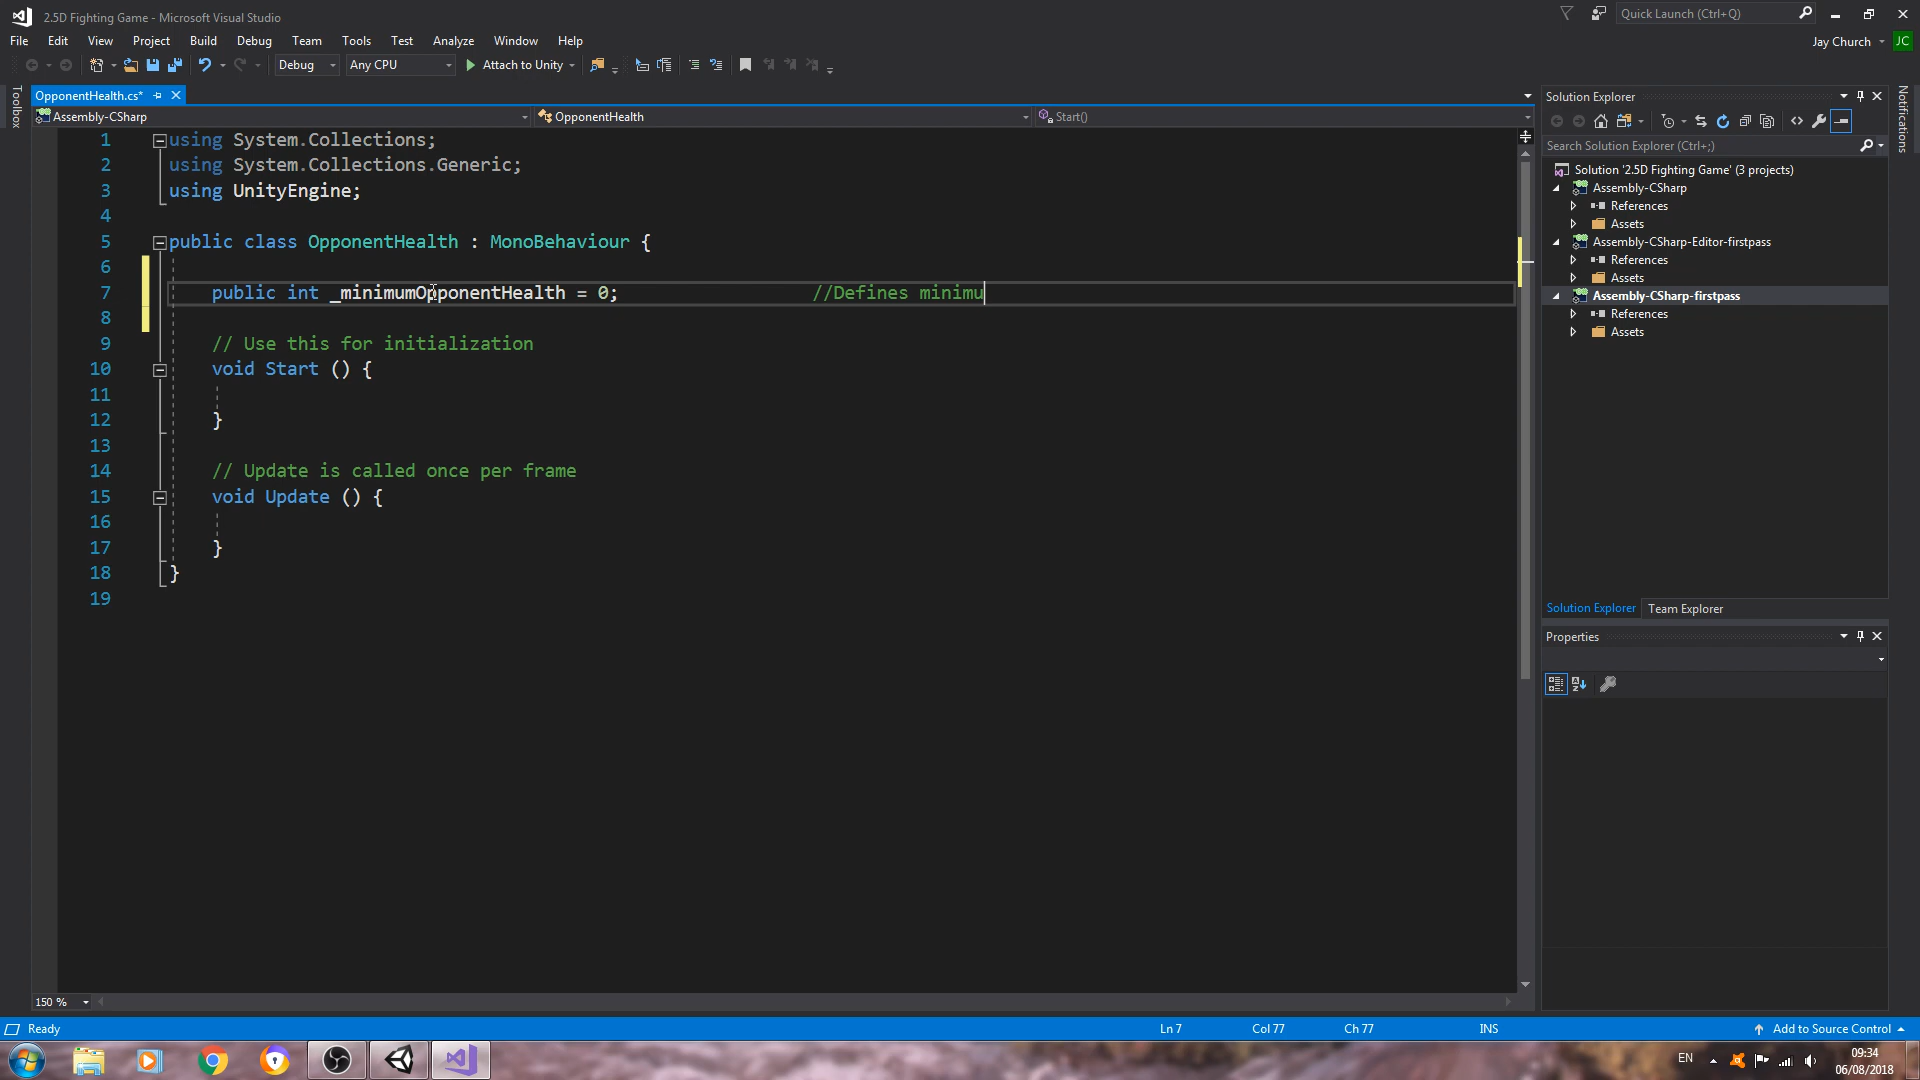 2.5D Fighting Game - Microsoft Visual Studio
Quick Launch (Ctrl+Q)
File Edit View Project Build Debug Team Tools Test Analyze Window Help
Jay Church JC
Debug Any CPU Attach to Unity
Toolbox
OpponentHealth.cs*
Assembly-CSharp OpponentHealth Start()
1 using System.Collections;
2 using System.Collections.Generic;
3 using UnityEngine;
4
5 public class OpponentHealth : MonoBehaviour {
6
7 public int _minimumOpponentHealth = 0; //Defines minimu
8
9 // Use this for initialization
10 void Start () {
11
12 }
13
14 // Update is called once per frame
15 void Update () {
16
17 }
18 }
19
150 %
Solution Explorer
Search Solution Explorer (Ctrl+;)
Solution '2.5D Fighting Game' (3 projects)
Assembly-CSharp
References
Assets
Assembly-CSharp-Editor-firstpass
References
Assets
Assembly-CSharp-firstpass
References
Assets
Solution Explorer Team Explorer
Properties
Notifications
Ready Ln 7 Col 77 Ch 77 INS Add to Source Control
EN 09:34
06/08/2018